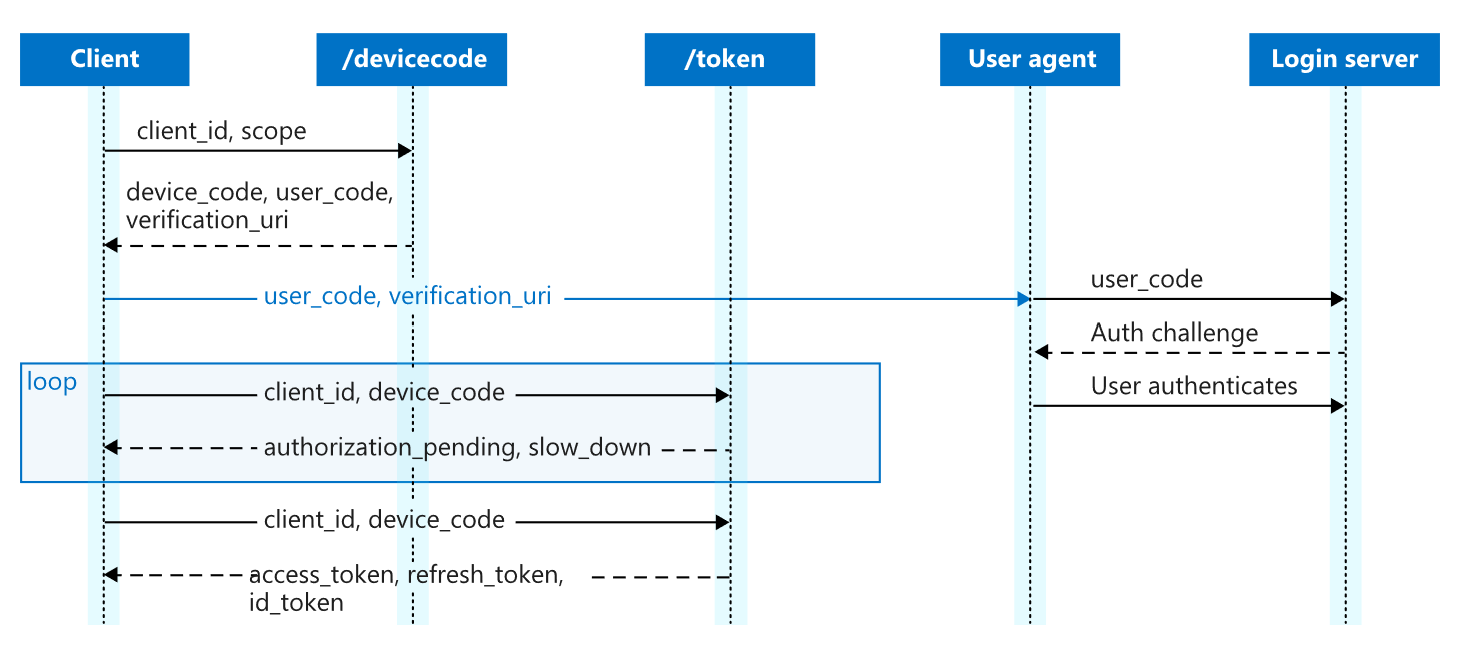 Client
/devicecode
/token
User agent
Login server
client_id, scope
device_code, user_code,
verification_uri
user_code, verification_uri
user_code
Auth challenge
loop
client_id, device_code
User authenticates
authorization_pending, slow_down
client_id, device_code
access_token, refresh_token,
id_token